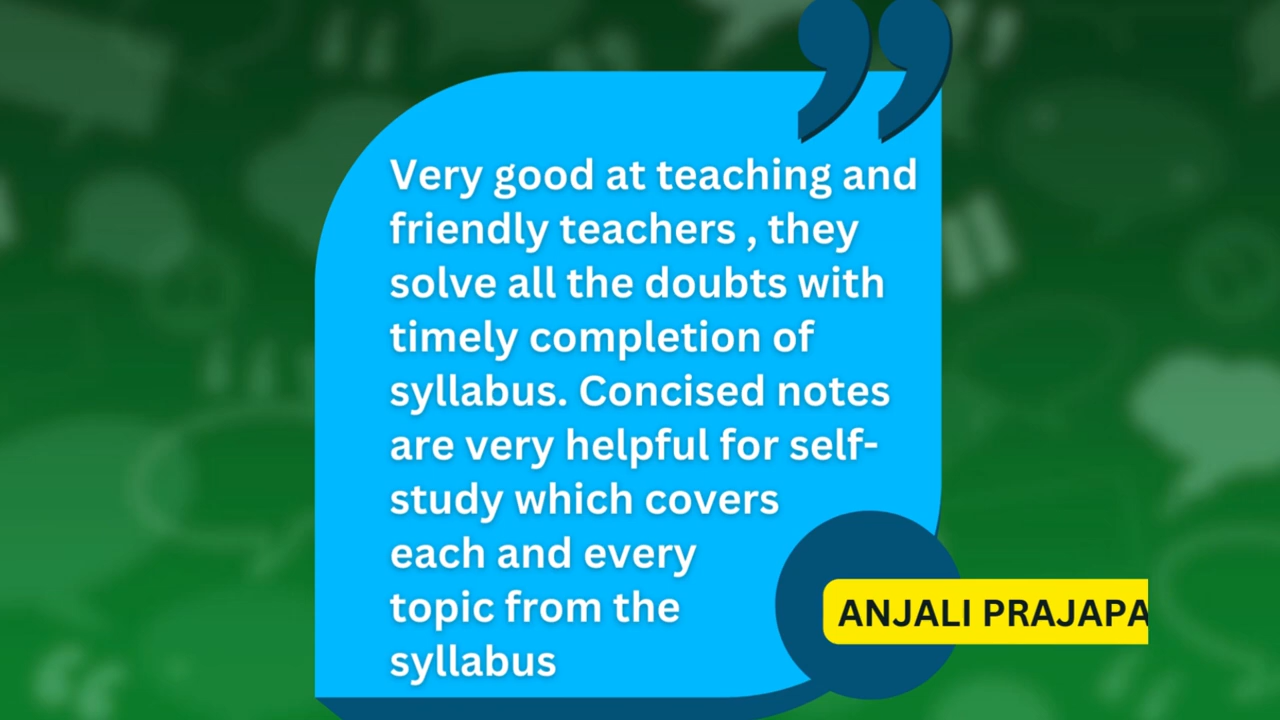 Very good at teaching and
friendly teachers , they
solve all the doubts with
timely completion of
syllabus. Concised notes
are very helpful for self-
study which covers
each and every
topic from the
syllabus
ANJALI PRAJAPA